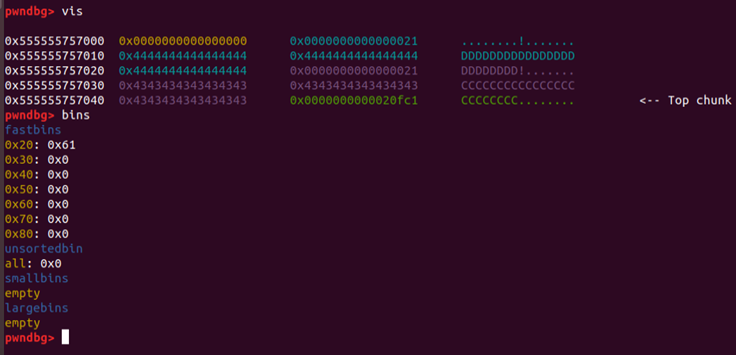 pwndbg> vis
0x555555757000 0x0000000000000000 0x0000000000000021 ........!.......
0x555555757010 0x4444444444444444 0x4444444444444444 DDDDDDDDDDDDDDDD
0x555555757020 0x4444444444444444 0x0000000000000021 DDDDDDDD!.......
0x555555757030 0x4343434343434343 0x4343434343434343 CCCCCCCCCCCCCCCC
0x555555757040 0x4343434343434343 0x0000000000020fc1 CCCCCCCC........ <-- Top chunk
pwndbg> bins
fastbins
0x20: 0x61
0x30: 0x0
0x40: 0x0
0x50: 0x0
0x60: 0x0
0x70: 0x0
0x80: 0x0
unsortedbin
all: 0x0
smallbins
empty
largebins
empty
pwndbg>